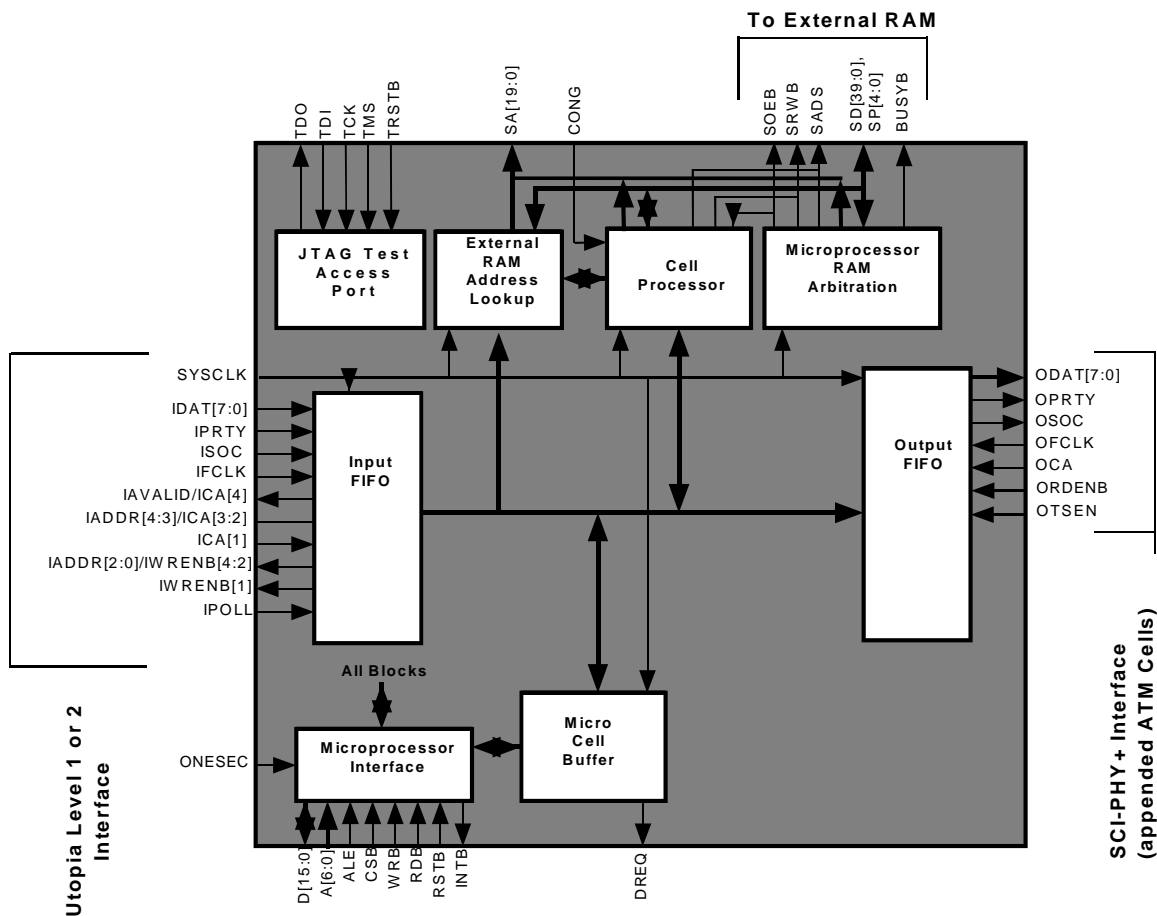 To External RAM
TDO
TDI
TCK
TMS
TRSTB
SA[19:0]
CONG
SOEB
SRWB
SADS
SD[39:0],
SP[4:0]
BUSYB
JTAG Test
Access
Port
External
RAM
Address
Lookup
Cell
Processor
Microprocessor
RAM
Arbitration
SYSCLK
IDAT[7:0]
IPRTY
ISOC
IFCLK
IAVALID/ICA[4]
IADDR[4:3]/ICA[3:2]
ICA[1]
IADDR[2:0]/IWRENB[4:2]
IWRENB[1]
IPOLL
Input
FIFO
Output
FIFO
ODAT[7:0]
OPRTY
OSOC
OFCLK
OCA
ORDENB
OTSEN
All Blocks
Microprocessor
Interface
Micro
Cell
Buffer
ONESEC
D[15:0]
A[6:0]
ALE
CSB
WRB
RDB
RSTB
INTB
DREQ
Utopia Level 1 or 2
Interface
SCI-PHY+ Interface
(appended ATM Cells)